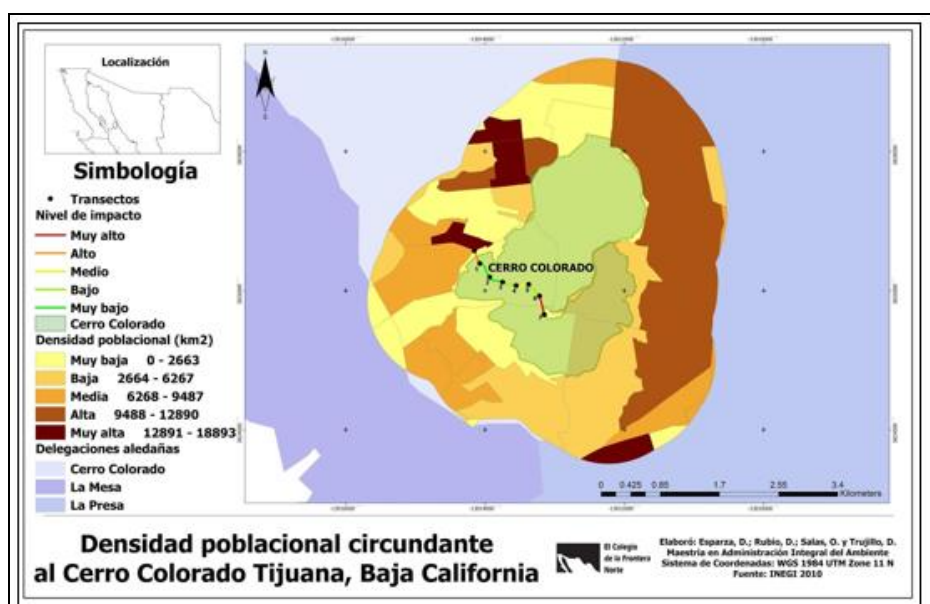 Localización
Simbología
Transectos
Nivel de impacto
Muy alto
Alto
Medio
Bajo
Muy bajo
Cerro Colorado
Densidad poblacional (km2)
Muy baja 0 - 2663
Baja 2664 - 6267
Media 6268 - 9487
Alta 9488 - 12890
Muy alta 12891 - 18893
Delegaciones aledañas
Cerro Colorado
La Mesa
La Presa
N
CERRO COLORADO
0 0.425 0.85 1.7 2.55 3.4
Kilometers
Densidad poblacional circundante
al Cerro Colorado Tijuana, Baja California
El Colegio
de la Frontera
Norte
Elaboró: Esparza, D.; Rubio, D.; Salas, O. y Trujillo, D.
Maestria en Administración Integral del Ambiente
Sistema de Coordenadas: WGS 1984 UTM Zone 11 N
Fuente: INEGI 2010